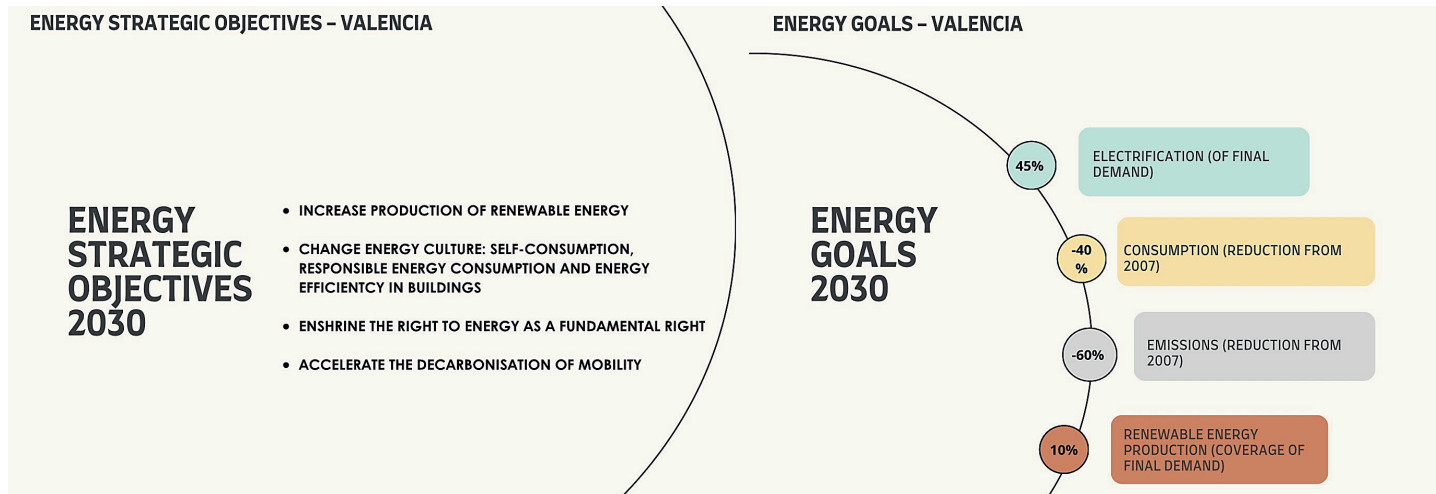 ENERGY STRATEGIC OBJECTIVES – VALENCIA
ENERGY
STRATEGIC
OBJECTIVES
2030
• INCREASE PRODUCTION OF RENEWABLE ENERGY
• CHANGE ENERGY CULTURE: SELF-CONSUMPTION,
RESPONSIBLE ENERGY CONSUMPTION AND ENERGY
EFFICIENTCY IN BUILDINGS
• ENSHRINE THE RIGHT TO ENERGY AS A FUNDAMENTAL RIGHT
• ACCELERATE THE DECARBONISATION OF MOBILITY
ENERGY GOALS – VALENCIA
ENERGY
GOALS
2030
45%
ELECTRIFICATION (OF FINAL
DEMAND)
-40
%
CONSUMPTION (REDUCTION FROM
2007)
-60%
EMISSIONS (REDUCTION FROM
2007)
10%
RENEWABLE ENERGY
PRODUCTION (COVERAGE OF
FINAL DEMAND)